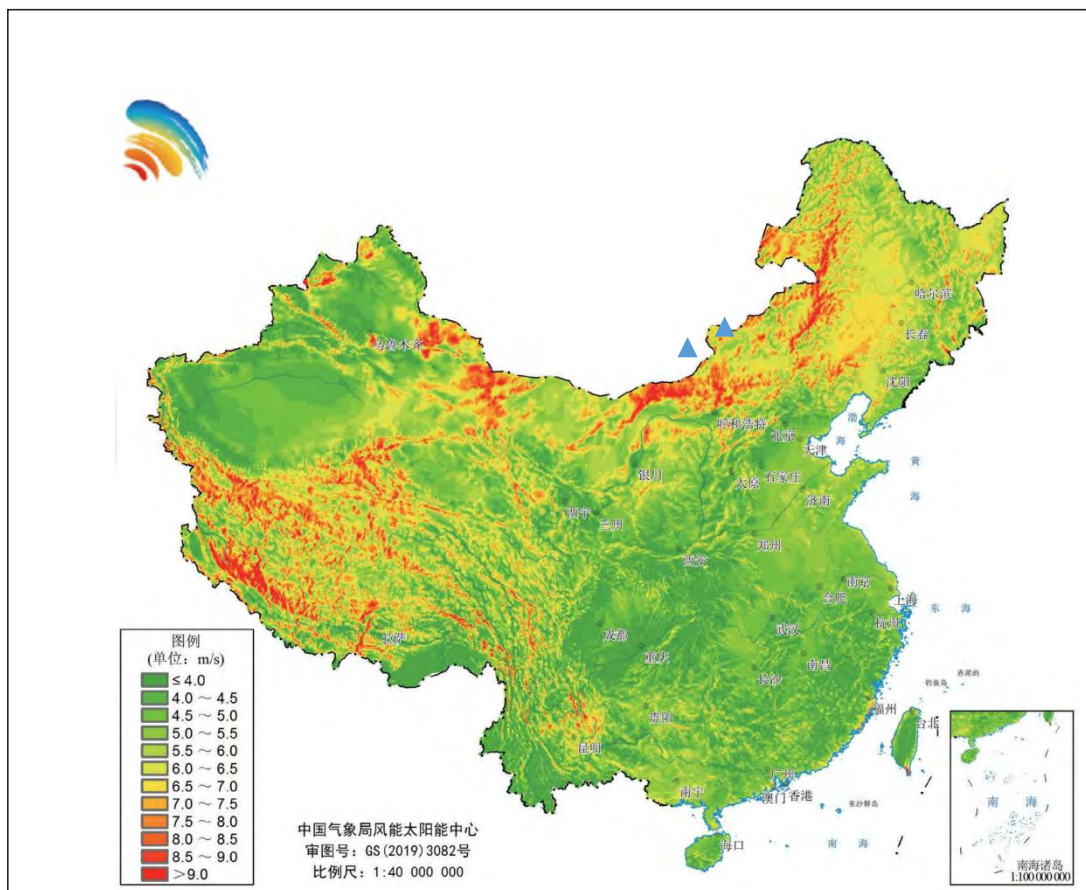 哈尔滨
长春
乌鲁木齐
沈阳
呼和浩特
北京
渤
海
天津
黄
海
银川
太原
石家庄
济南
西宁
兰州
郑州
西安
南京
合肥
上海
东 海
杭州
武汉
成都
拉萨
重庆
南昌
长沙
赤尾屿
钓鱼岛
贵阳
福州
台北
昆明
广州
南宁
澳门
香港
东沙群岛
南 海
海口
图例
(单位：m/s)
≤ 4.0
4.0 ～ 4.5
4.5 ～ 5.0
5.0 ～ 5.5
5.5 ～ 6.0
6.0 ～ 6.5
6.5 ～ 7.0
7.0 ～ 7.5
7.5 ～ 8.0
8.0 ～ 8.5
8.5 ～ 9.0
＞9.0
中国气象局风能太阳能中心
审图号：GS(2019)3082号
比例尺：1:40 000 000
南 海
南海诸岛
1:100 000 000